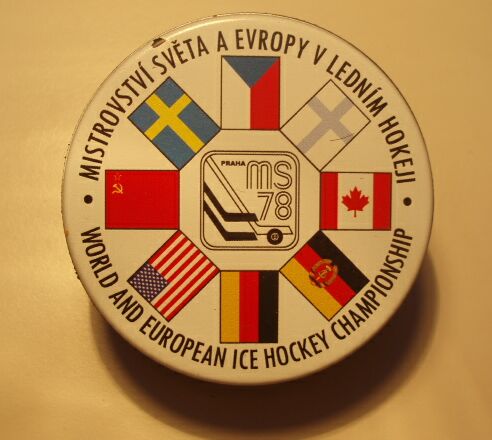 MISTROVSTVÍ SVĚTA A EVROPY V LEDNÍM HOKEJI
PRAHA
MS
78
• WORLD AND EUROPEAN ICE HOCKEY CHAMPIONSHIP •